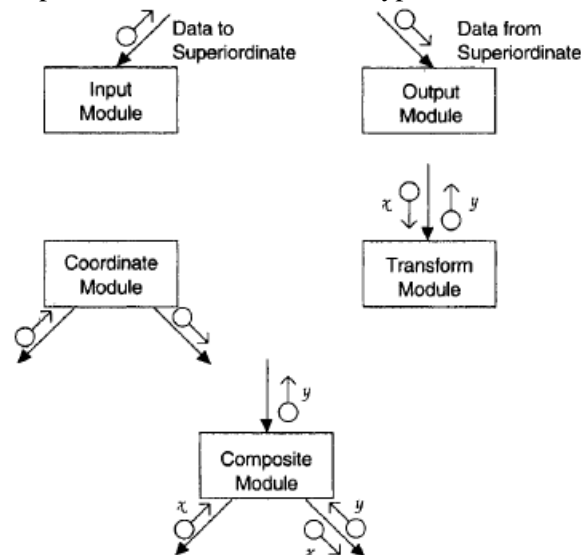 Data to
Superiordinate
Data from
Superiordinate
Input
Module
Output
Module
x
y
Coordinate
Module
Transform
Module
y
Composite
Module
x
y
x